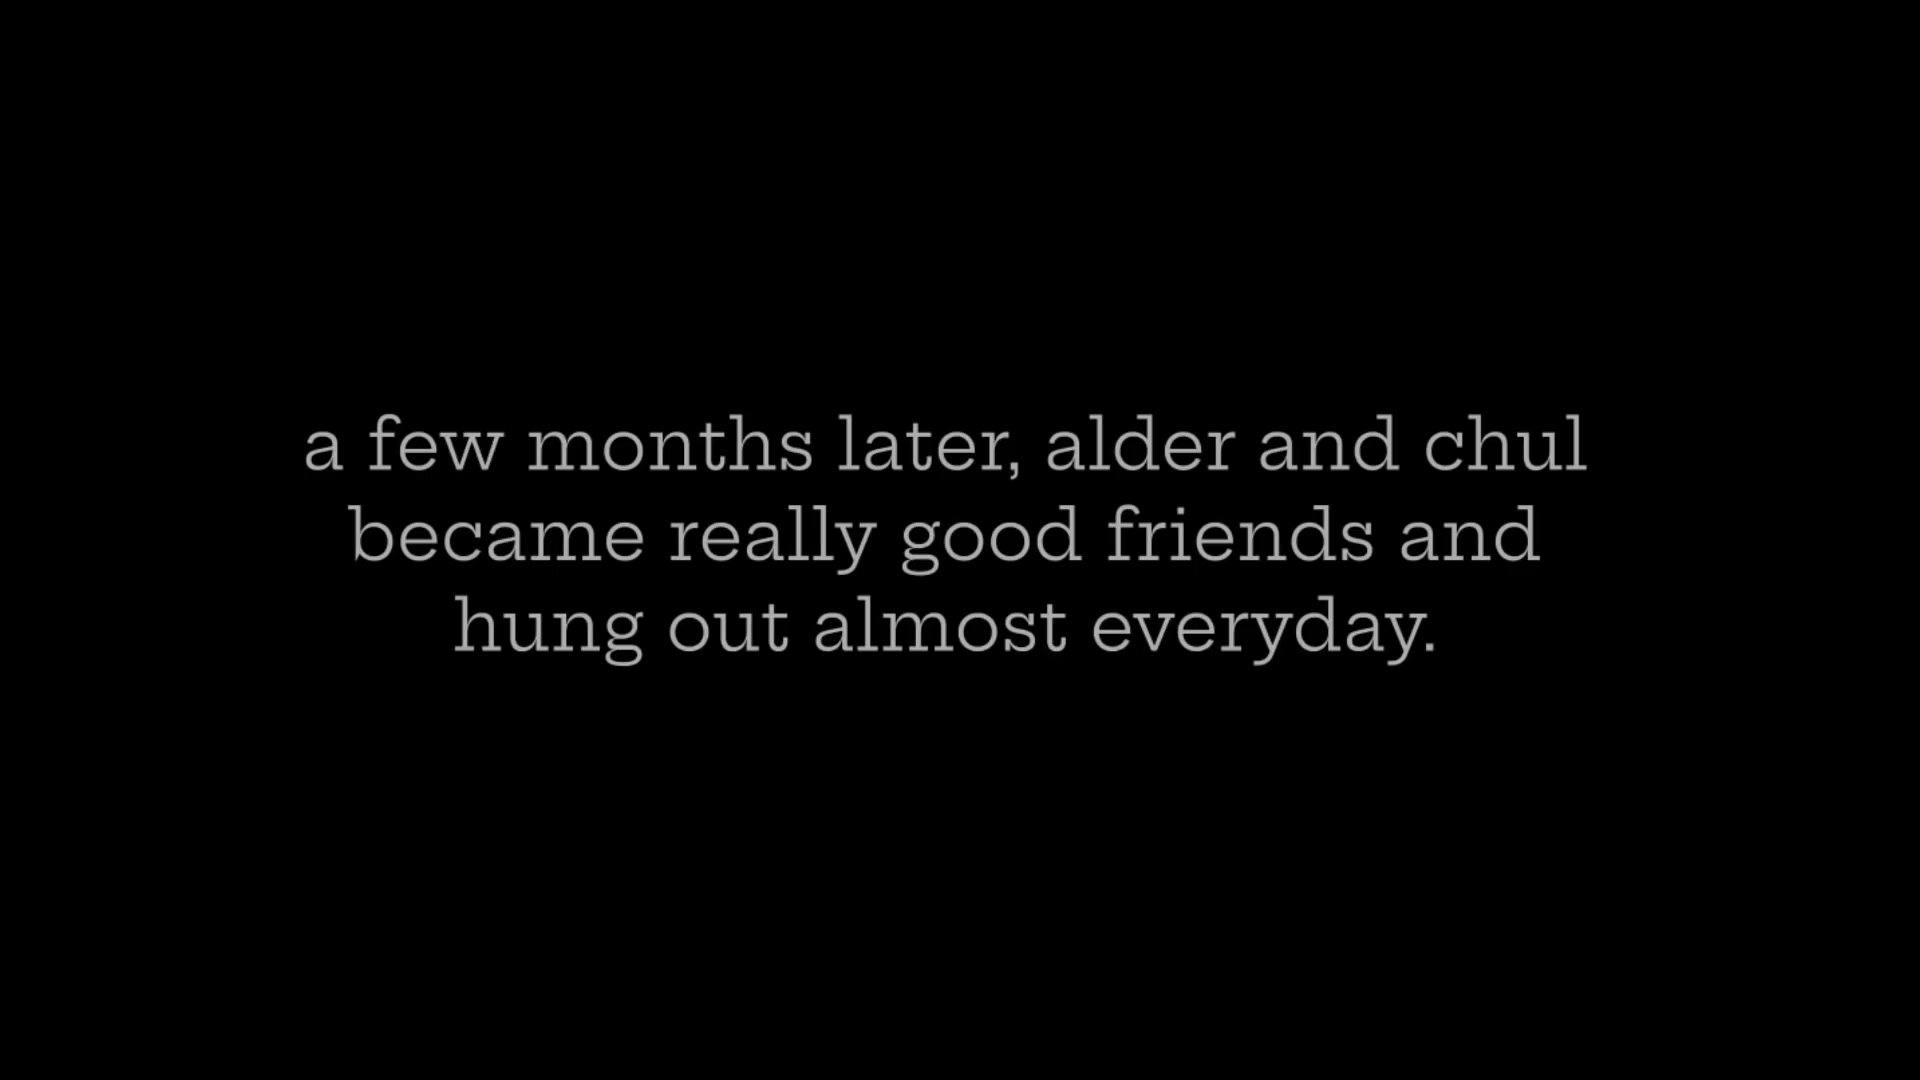 a few months later, alder and chul
became really good friends and
hung out almost everyday.